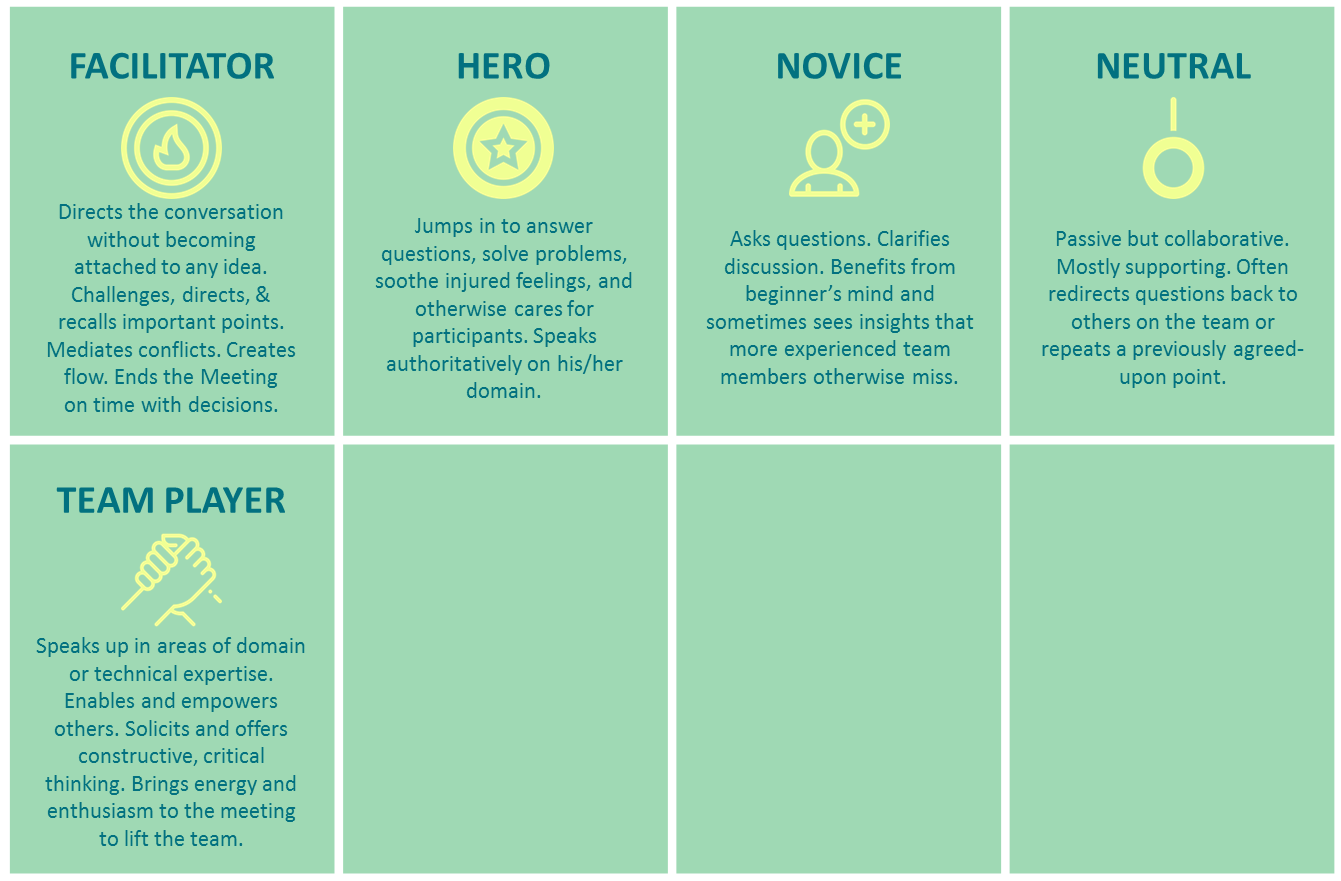 FACILITATOR
Directs the conversation
without becoming
attached to any idea.
Challenges, directs, &
recalls important points.
Mediates conflicts. Creates
flow. Ends the Meeting
on time with decisions.
HERO
Jumps in to answer
questions, solve problems,
soothe injured feelings, and
otherwise cares for
participants. Speaks
authoritatively on his/her
domain.
NOVICE
Asks questions. Clarifies
discussion. Benefits from
beginner’s mind and
sometimes sees insights that
more experienced team
members otherwise miss.
NEUTRAL
Passive but collaborative.
Mostly supporting. Often
redirects questions back to
others on the team or
repeats a previously agreed-
upon point.
TEAM PLAYER
Speaks up in areas of domain
or technical expertise.
Enables and empowers
others. Solicits and offers
constructive, critical
thinking. Brings energy and
enthusiasm to the meeting
to lift the team.